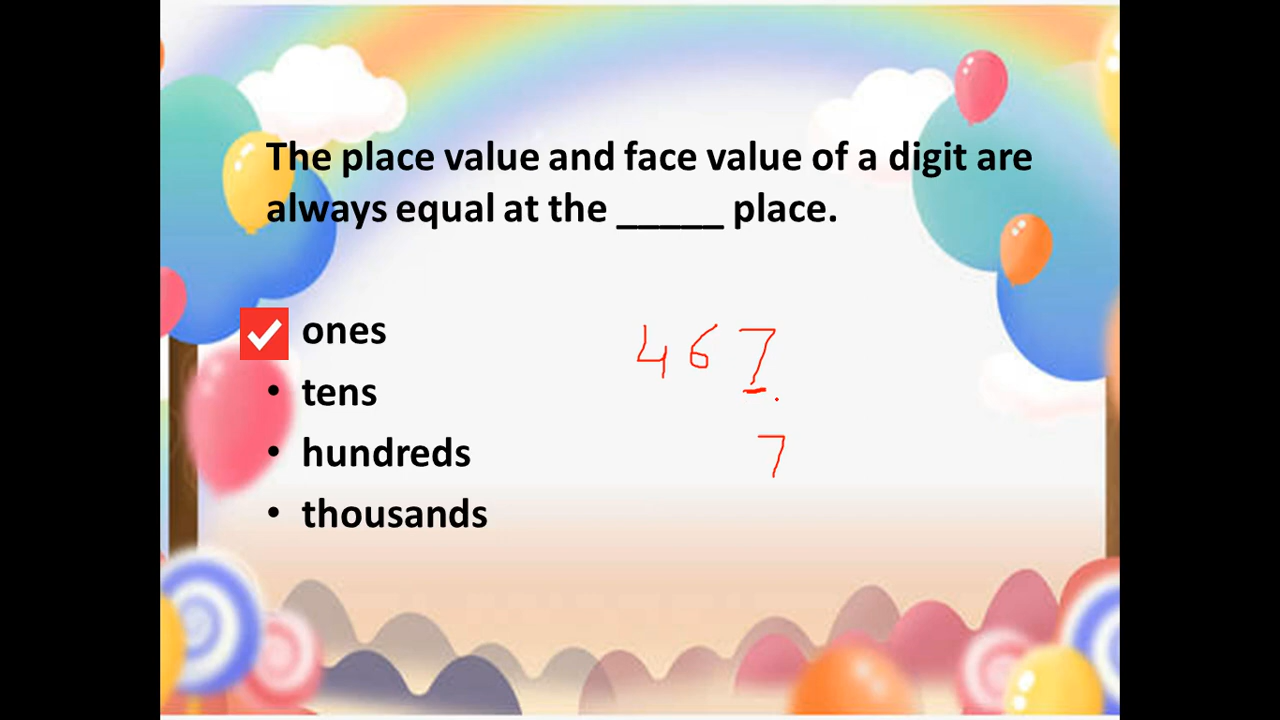 The place value and face value of a digit are
always equal at the _____ place.
ones
467
• tens
• hundreds
7
• thousands